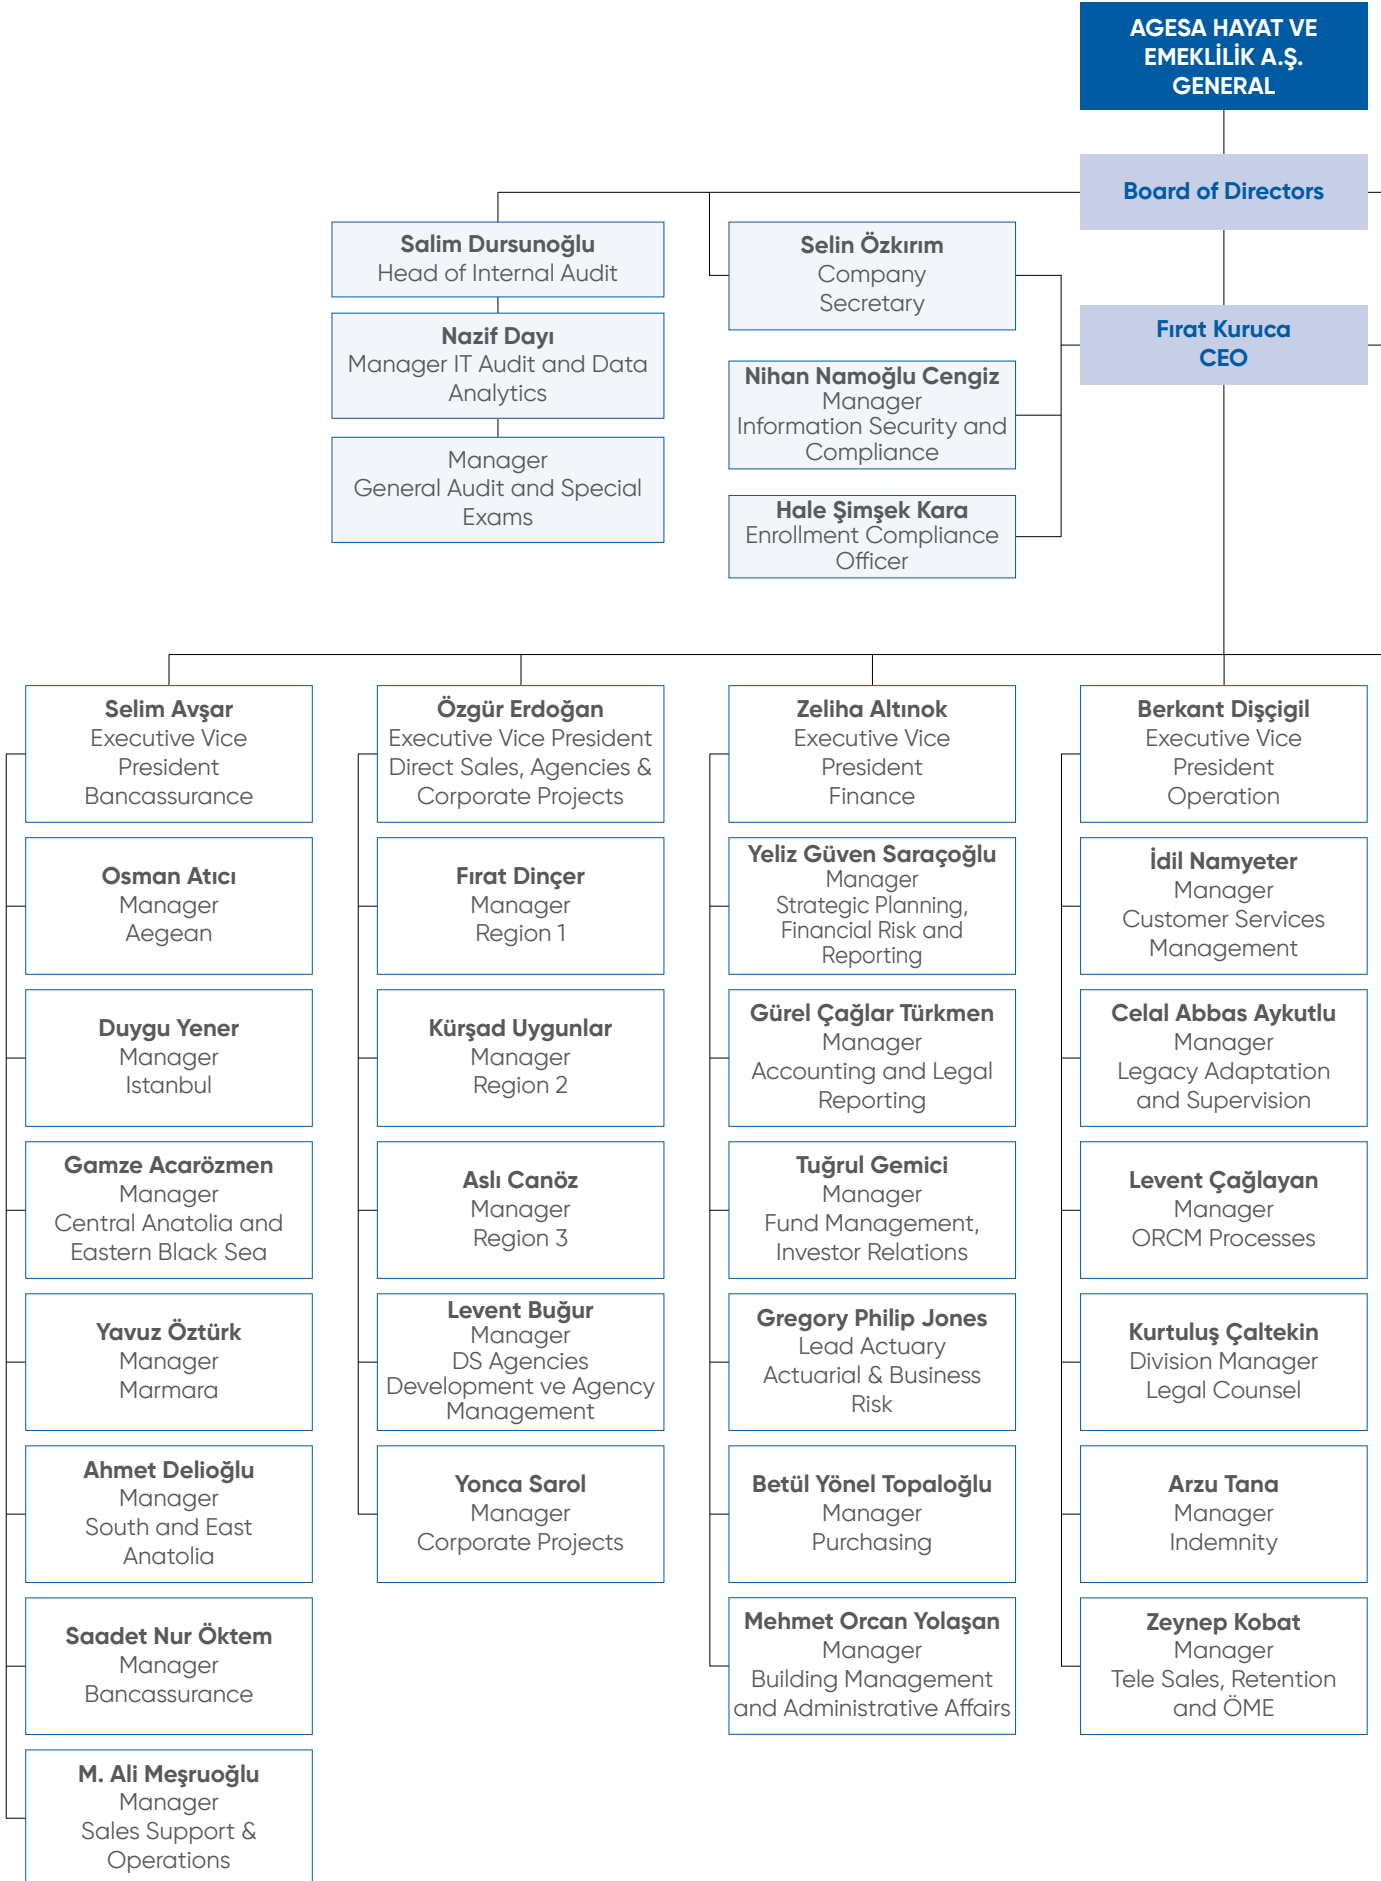 AGESA HAYAT VE
EMEKLİLİK A.Ş.
GENERAL
Board of Directors
Salim Dursunoğlu
Head of Internal Audit
Nazif Dayı
Manager IT Audit and Data
Analytics
Manager
General Audit and Special
Exams
Selin Özkırım
Company
Secretary
Nihan Namoğlu Cengiz
Manager
Information Security and
Compliance
Hale Şimşek Kara
Enrollment Compliance
Officer
Fırat Kuruca
CEO
Selim Avşar
Executive Vice
President
Bancassurance
Osman Atıcı
Manager
Aegean
Duygu Yener
Manager
Istanbul
Gamze Acarözmen
Manager
Central Anatolia and
Eastern Black Sea
Yavuz Öztürk
Manager
Marmara
Ahmet Delioğlu
Manager
South and East
Anatolia
Saadet Nur Öktem
Manager
Bancassurance
M. Ali Meşruoğlu
Manager
Sales Support &
Operations
Özgür Erdoğan
Executive Vice President
Direct Sales, Agencies &
Corporate Projects
Fırat Dinçer
Manager
Region 1
Kürşad Uygunlar
Manager
Region 2
Aslı Canöz
Manager
Region 3
Levent Buğur
Manager
DS Agencies
Development ve Agency
Management
Yonca Sarol
Manager
Corporate Projects
Zeliha Altınok
Executive Vice
President
Finance
Yeliz Güven Saraçoğlu
Manager
Strategic Planning,
Financial Risk and
Reporting
Gürel Çağlar Türkmen
Manager
Accounting and Legal
Reporting
Tuğrul Gemici
Manager
Fund Management,
Investor Relations
Gregory Philip Jones
Lead Actuary
Actuarial & Business
Risk
Betül Yönel Topaloğlu
Manager
Purchasing
Mehmet Orcan Yolaşan
Manager
Building Management
and Administrative Affairs
Berkant Dişçigil
Executive Vice
President
Operation
İdil Namyeter
Manager
Customer Services
Management
Celal Abbas Aykutlu
Manager
Legacy Adaptation
and Supervision
Levent Çağlayan
Manager
ORCM Processes
Kurtuluş Çaltekin
Division Manager
Legal Counsel
Arzu Tana
Manager
Indemnity
Zeynep Kobat
Manager
Tele Sales, Retention
and ÖME